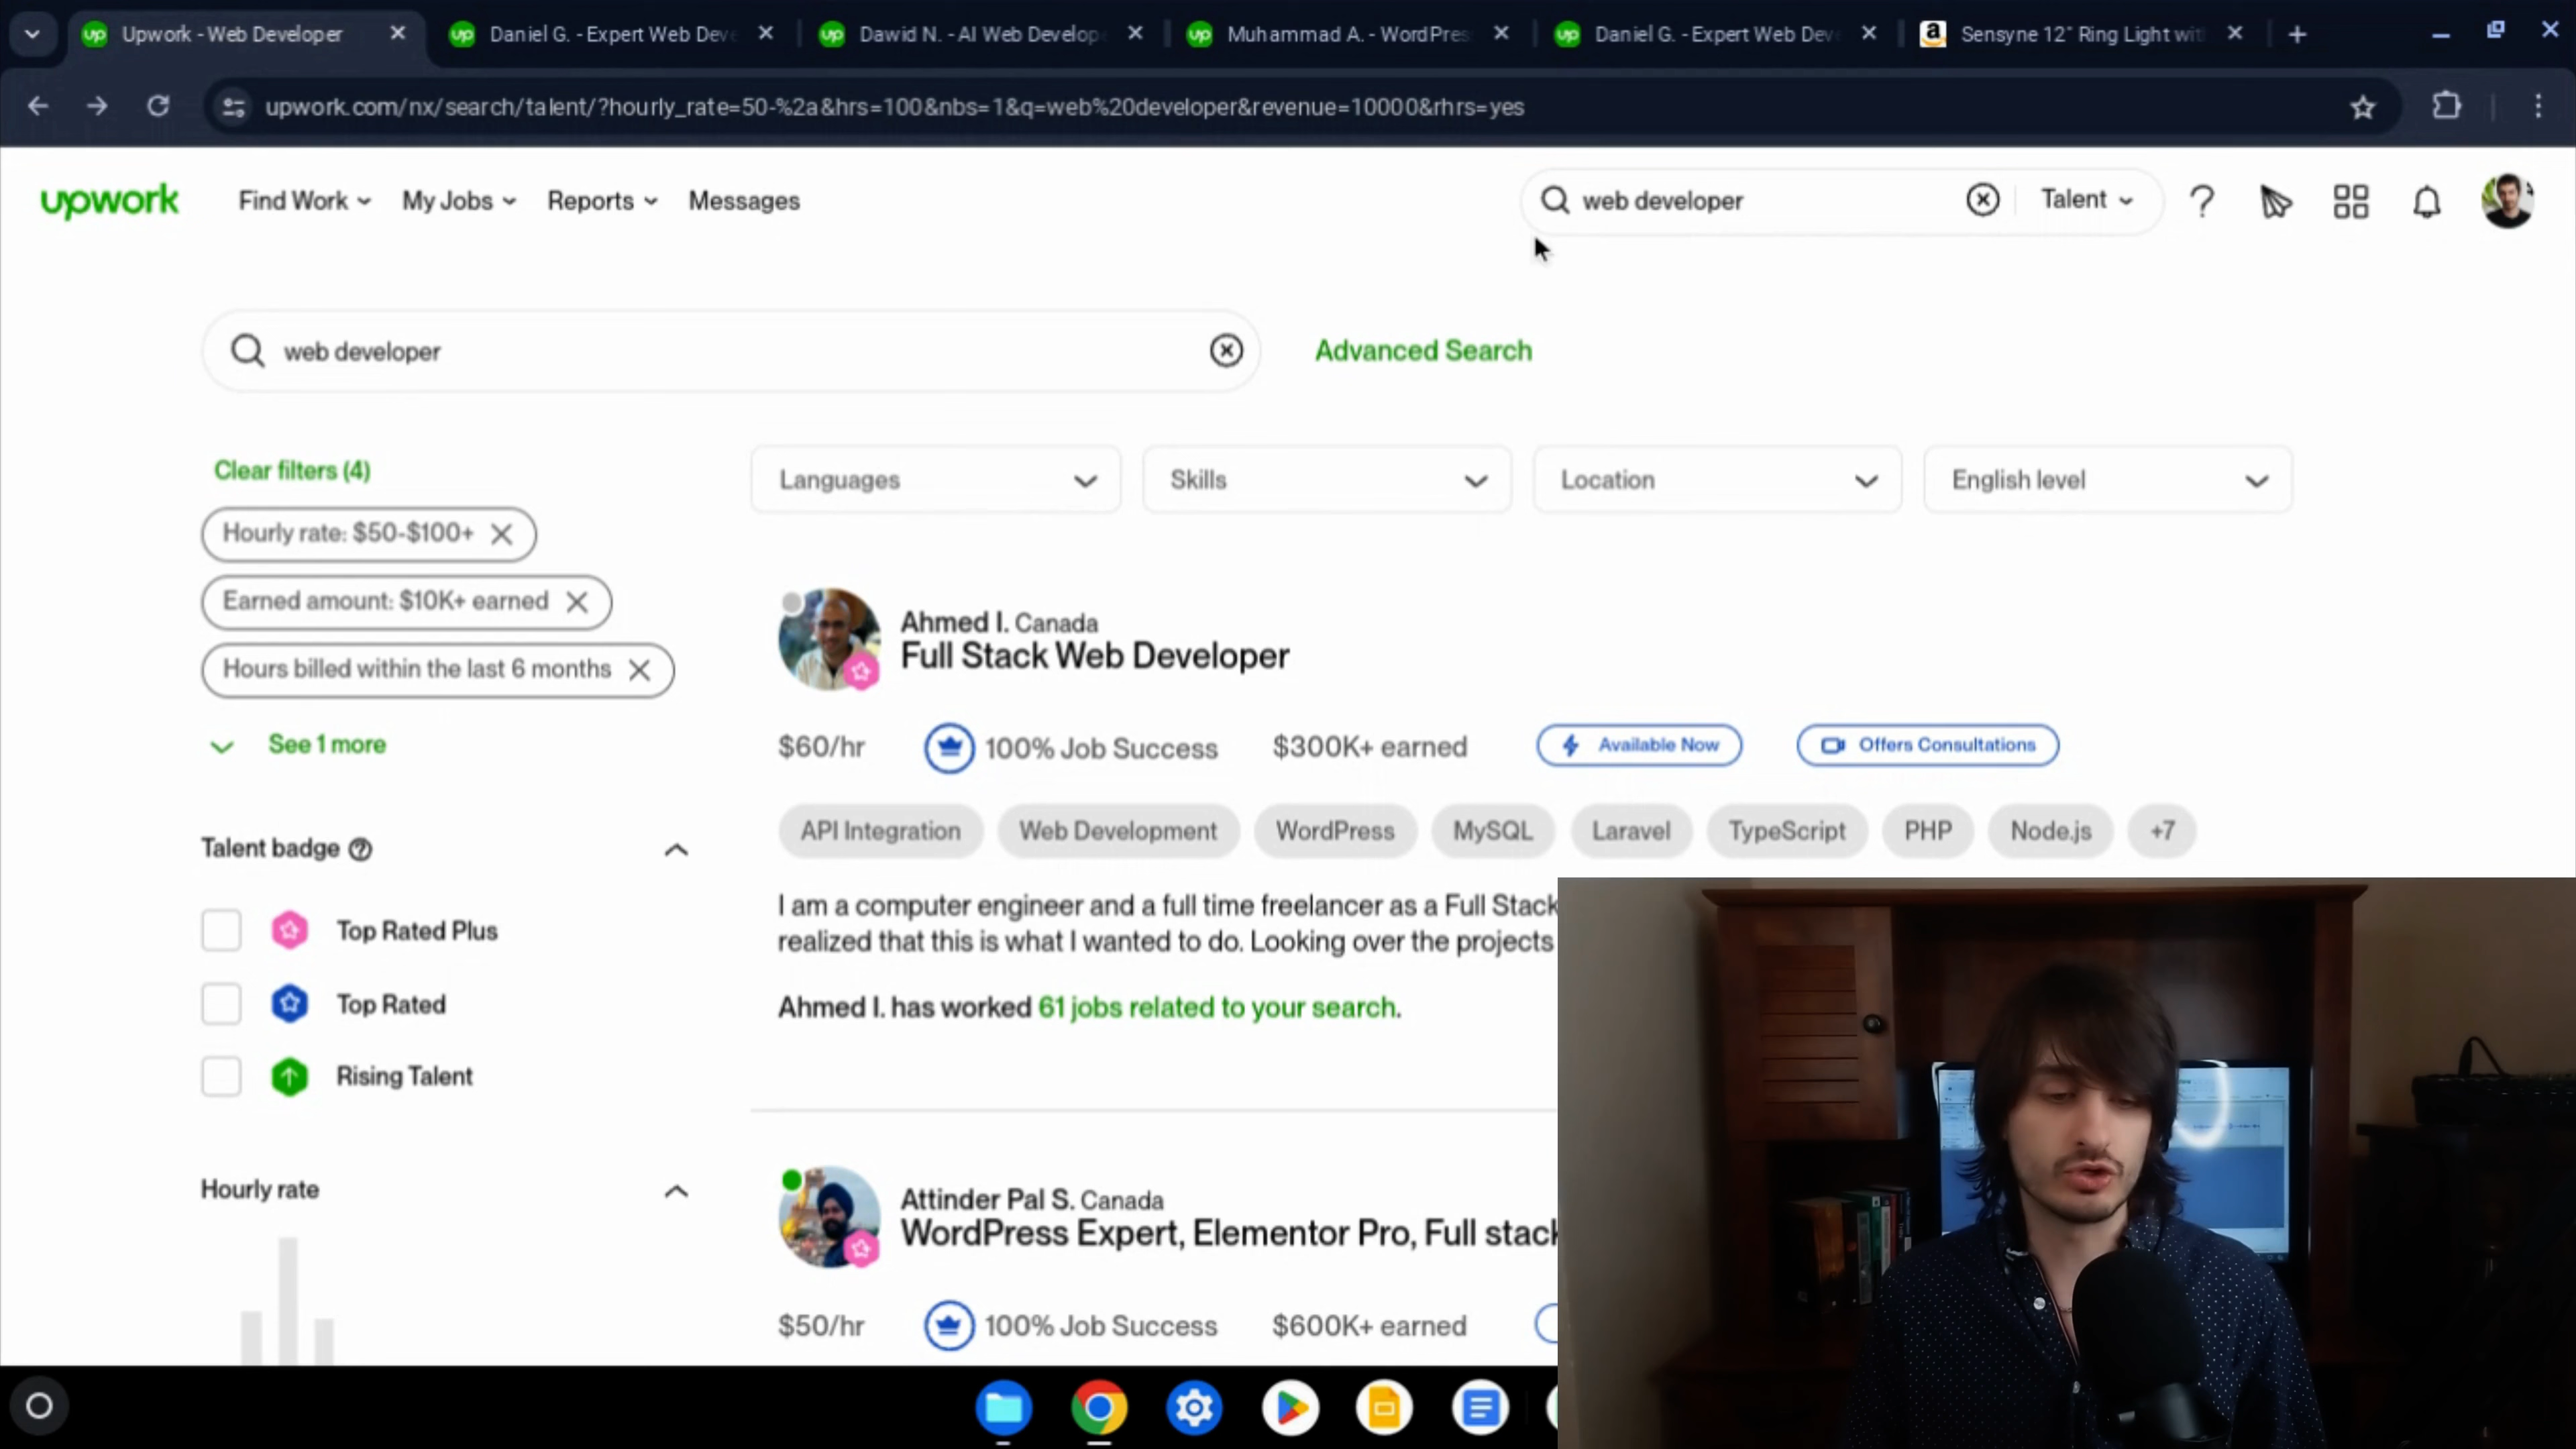 Upwork - Web Developer
Daniel G. - Expert Web Deve
Dawid N. - AI Web Develop
Muhammad A. - WordPres
Daniel G. - Expert Web Dev
Sensyne 12" Ring Light wit
upwork.com/nx/search/talent/?hourly_rate=50-%2a&hrs=100&nbs=1&q=web%20developer&revenue=10000&rhrs=yes
upwork
Find Work
My Jobs
Reports
Messages
web developer
Talent
web developer
Advanced Search
Clear filters (4)
Languages
Skills
Location
English level
Hourly rate: $50-$100+
Earned amount: $10K+ earned
Hours billed within the last 6 months
See 1 more
Ahmed I. Canada
Full Stack Web Developer
$60/hr
100% Job Success
$300K+ earned
Available Now
Offers Consultations
API Integration
Web Development
WordPress
MySQL
Laravel
TypeScript
PHP
Node.js
+7
I am a computer engineer and a full time freelancer as a Full Stack
realized that this is what I wanted to do. Looking over the projects
Ahmed I. has worked 61 jobs related to your search.
Talent badge
Top Rated Plus
Top Rated
Rising Talent
Hourly rate
Attinder Pal S. Canada
WordPress Expert, Elementor Pro, Full stack
$50/hr
100% Job Success
$600K+ earned